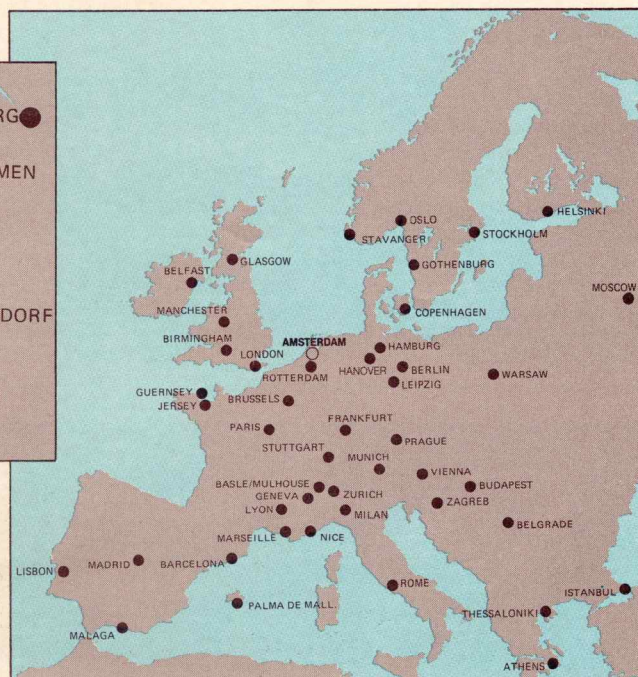 RG
MEN
DORF
OSLO
HELSINKI
STAVANGER
STOCKHOLM
GLASGOW
GOTHENBURG
BELFAST
MOSCOW
MANCHESTER
COPENHAGEN
BIRMINGHAM
AMSTERDAM
HAMBURG
LONDON
HANOVER
BERLIN
ROTTERDAM
WARSAW
LEIPZIG
GUERNSEY
BRUSSELS
JERSEY
PARIS
FRANKFURT
PRAGUE
STUTTGART
MUNICH
VIENNA
BASLE/MULHOUSE
BUDAPEST
GENEVA
ZURICH
ZAGREB
LYON
MILAN
BELGRADE
MARSEILLE
NICE
LISBON
MADRID
BARCELONA
ROME
ISTANBUL
PALMA DE MALL.
THESSALONIKI
MALAGA
ATHENS